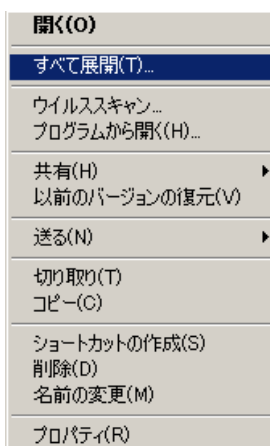 開く(O)
すべて展開(T)...
ウイルススキャン...
プログラムから開く(H)...
共有(H)
以前のバージョンの復元(V)
送る(N)
切り取り(T)
コピー(C)
ショートカットの作成(S)
削除(D)
名前の変更(M)
プロパティ(R)